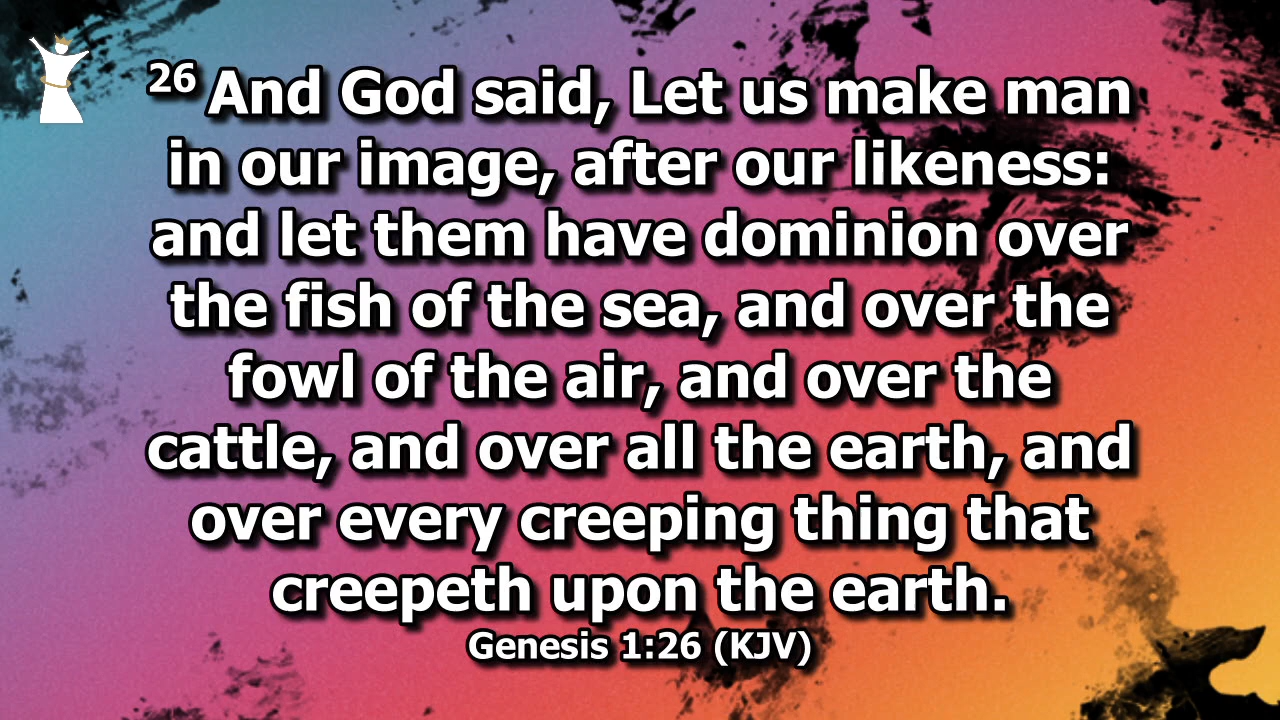 26 And God said, Let us make man
in our image, after our likeness:
and let them have dominion over
the fish of the sea, and over the
fowl of the air, and over the
cattle, and over all the earth, and
over every creeping thing that
creepeth upon the earth.
Genesis 1:26 (KJV)